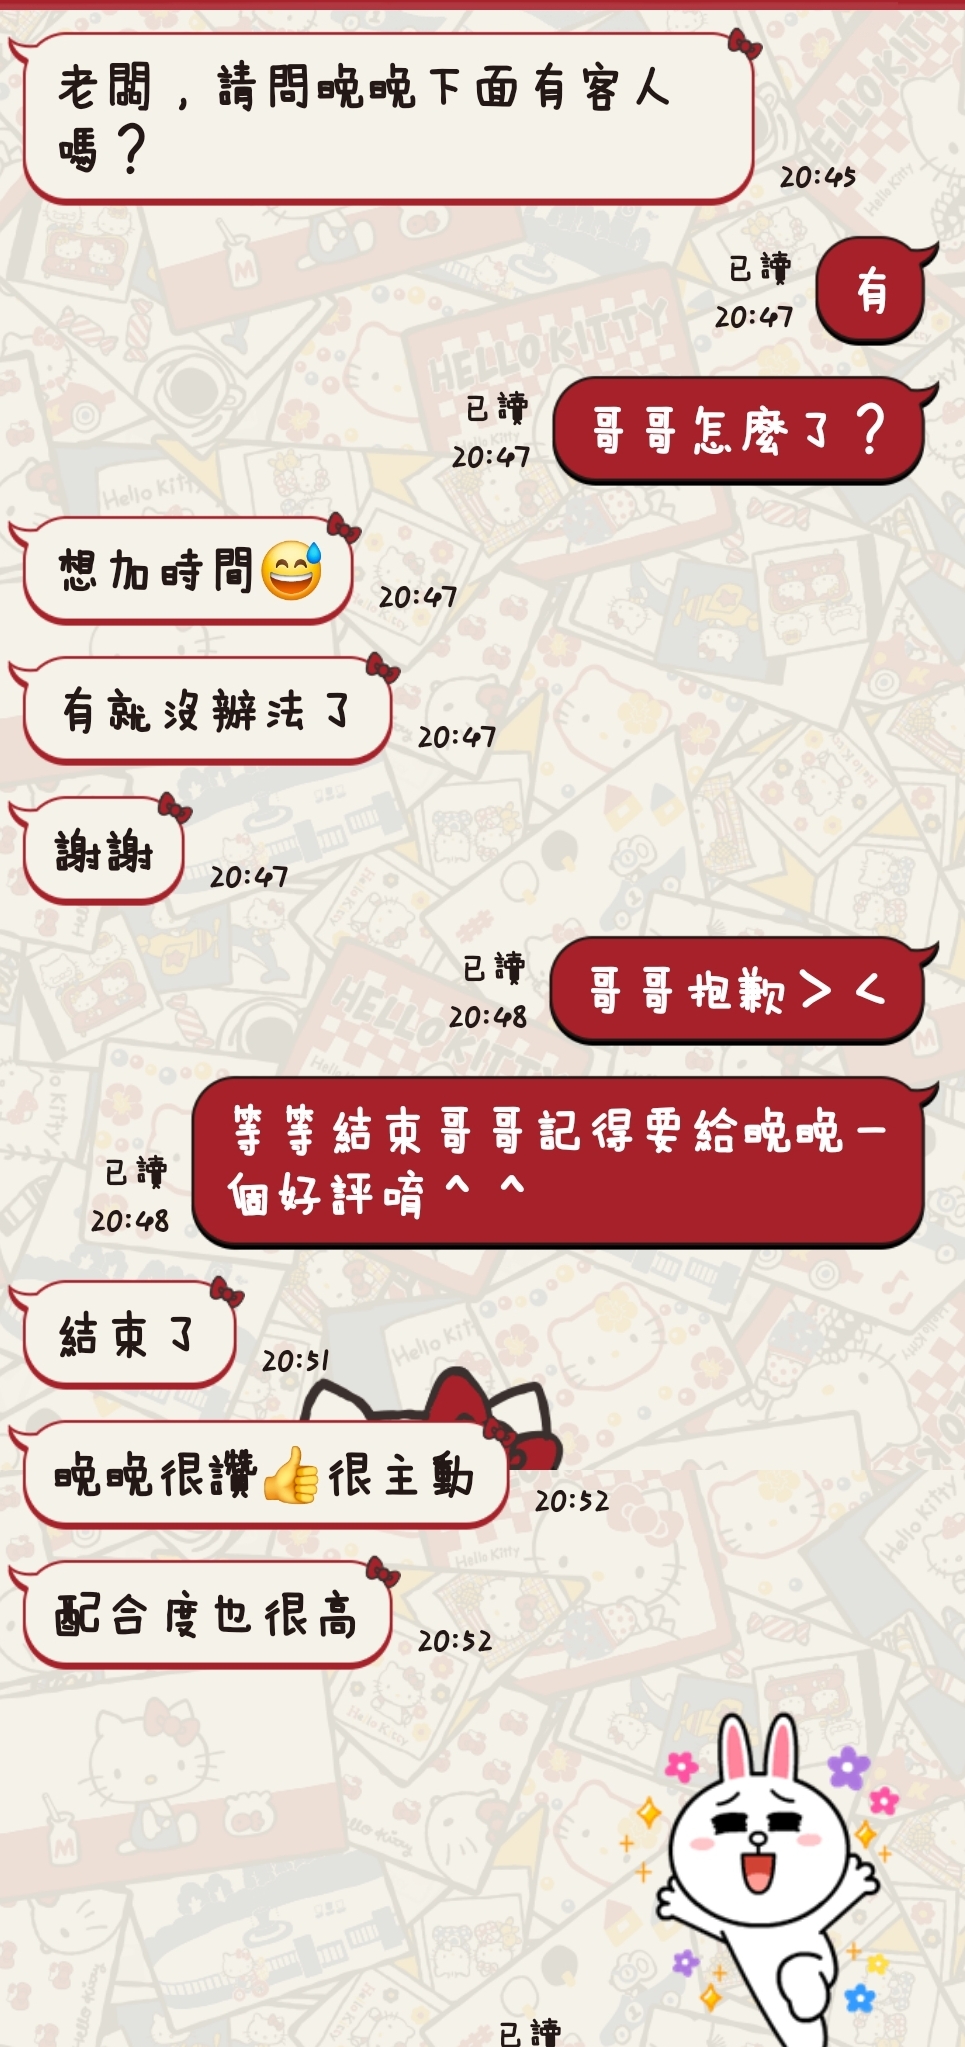 老闆，請問晚晚下面有客人
嗎？
20:45
已讀
20:47
有
已讀
20:47
哥哥怎麼了？
想加時間😅
20:47
有就沒辦法了
20:47
謝謝
20:47
已讀
20:48
哥哥抱歉＞＜
等等結束哥哥記得要給晚晚一
個好評唷＾＾
已讀
20:48
結束了
20:51
晚晚很讚👍很主動
20:52
配合度也很高
20:52
已讀